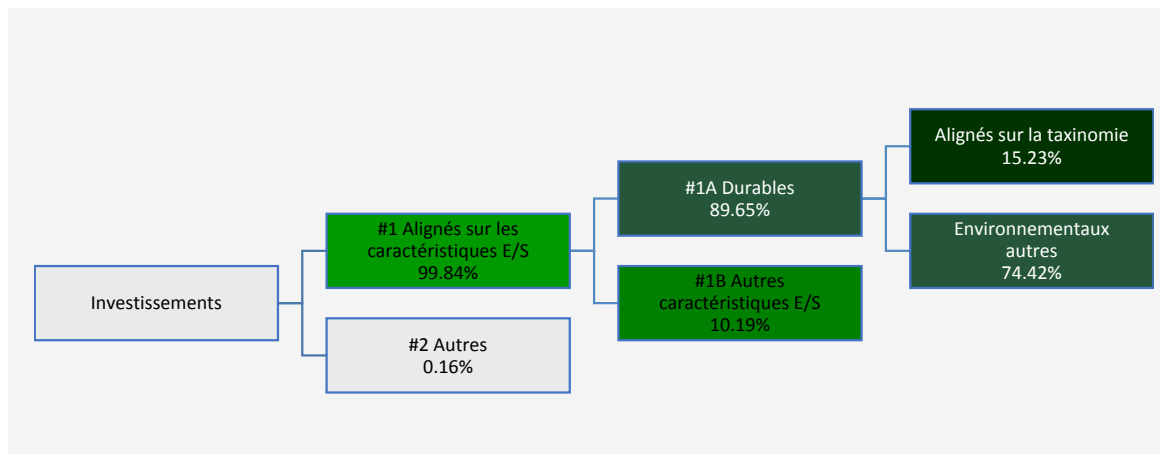 Investissements
#1 Alignés sur les
caractéristiques E/S
99.84%
#2 Autres
0.16%
#1A Durables
89.65%
#1B Autres
caractéristiques E/S
10.19%
Alignés sur la taxinomie
15.23%
Environnementaux
autres
74.42%